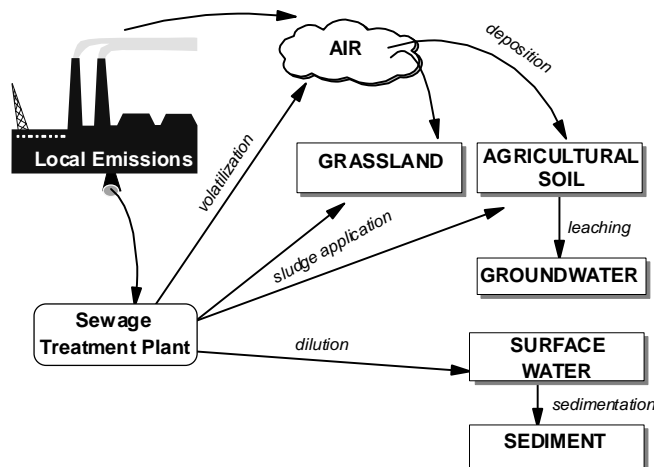 AIR
deposition
Local Emissions
volatilization
GRASSLAND
AGRICULTURAL
SOIL
sludge application
leaching
GROUNDWATER
Sewage
Treatment Plant
dilution
SURFACE
WATER
sedimentation
SEDIMENT